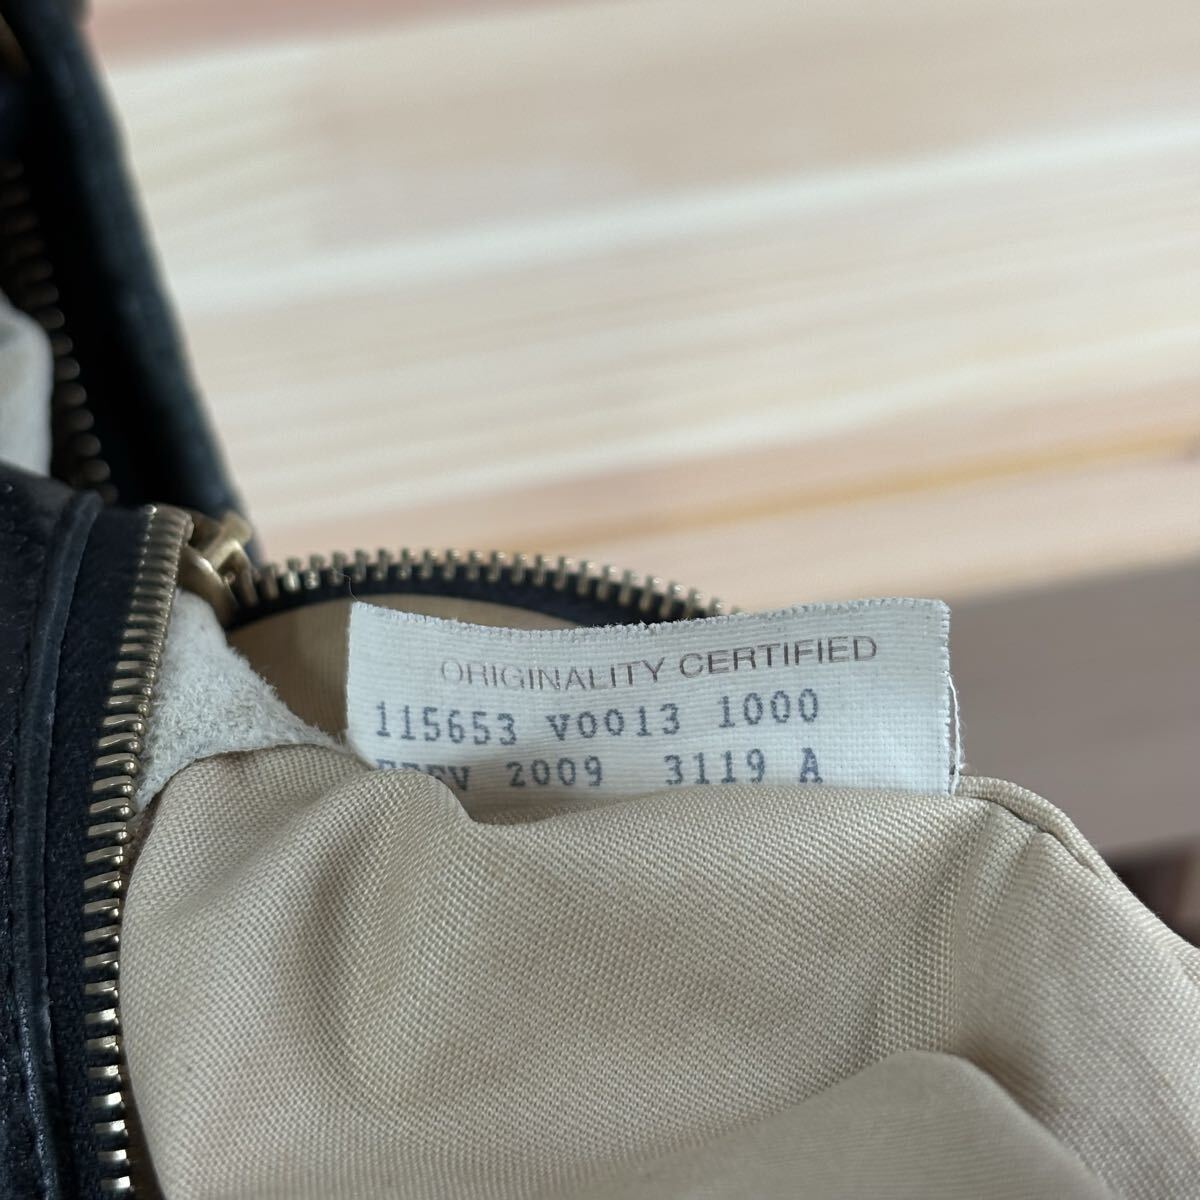 ORIGINALITY CERTIFIED
115653 V0013 1000
2009 3119 A